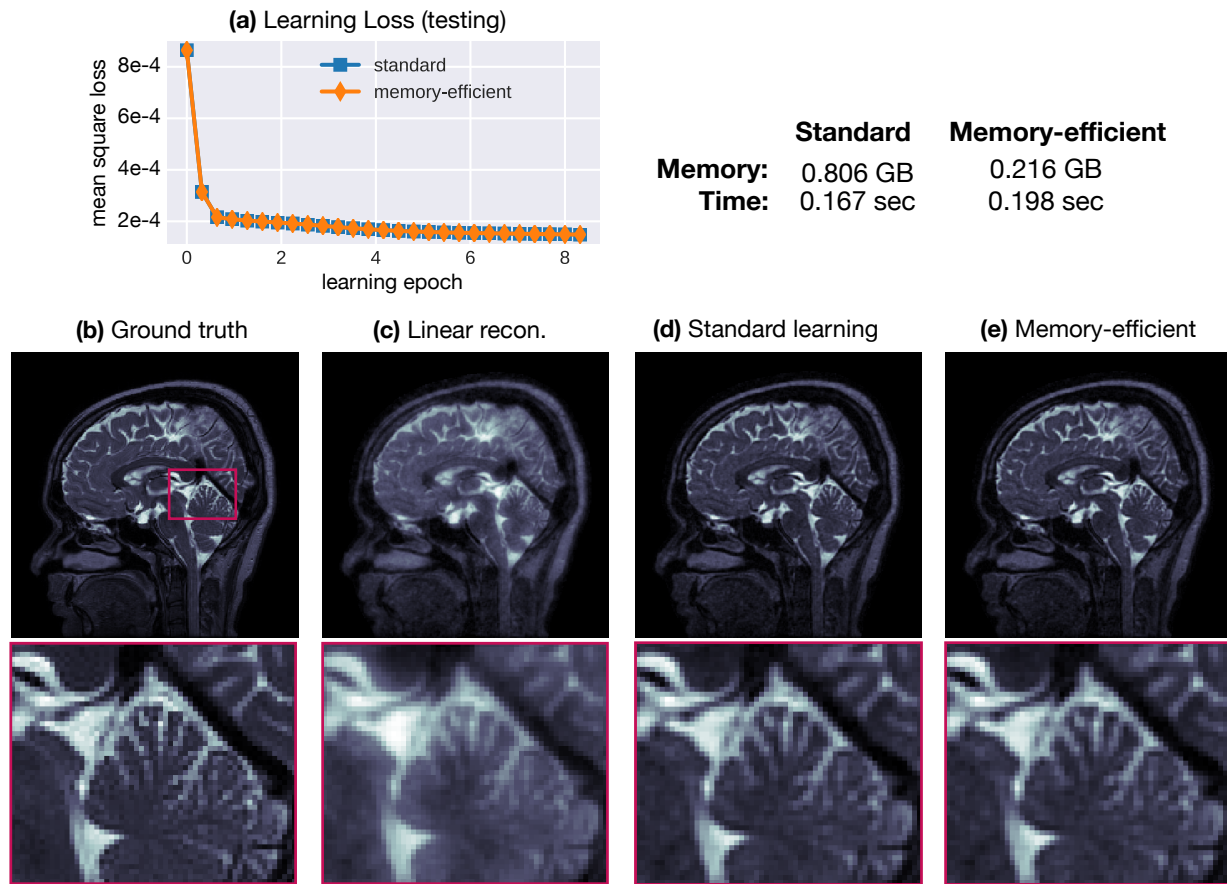 (a) Learning Loss (testing)
mean square loss
8e-4
6e-4
4e-4
2e-4
standard
memory-efficient
0 2 4 6 8
learning epoch
Standard Memory-efficient
Memory: 0.806 GB 0.216 GB
Time: 0.167 sec 0.198 sec
(b) Ground truth
(c) Linear recon.
(d) Standard learning
(e) Memory-efficient